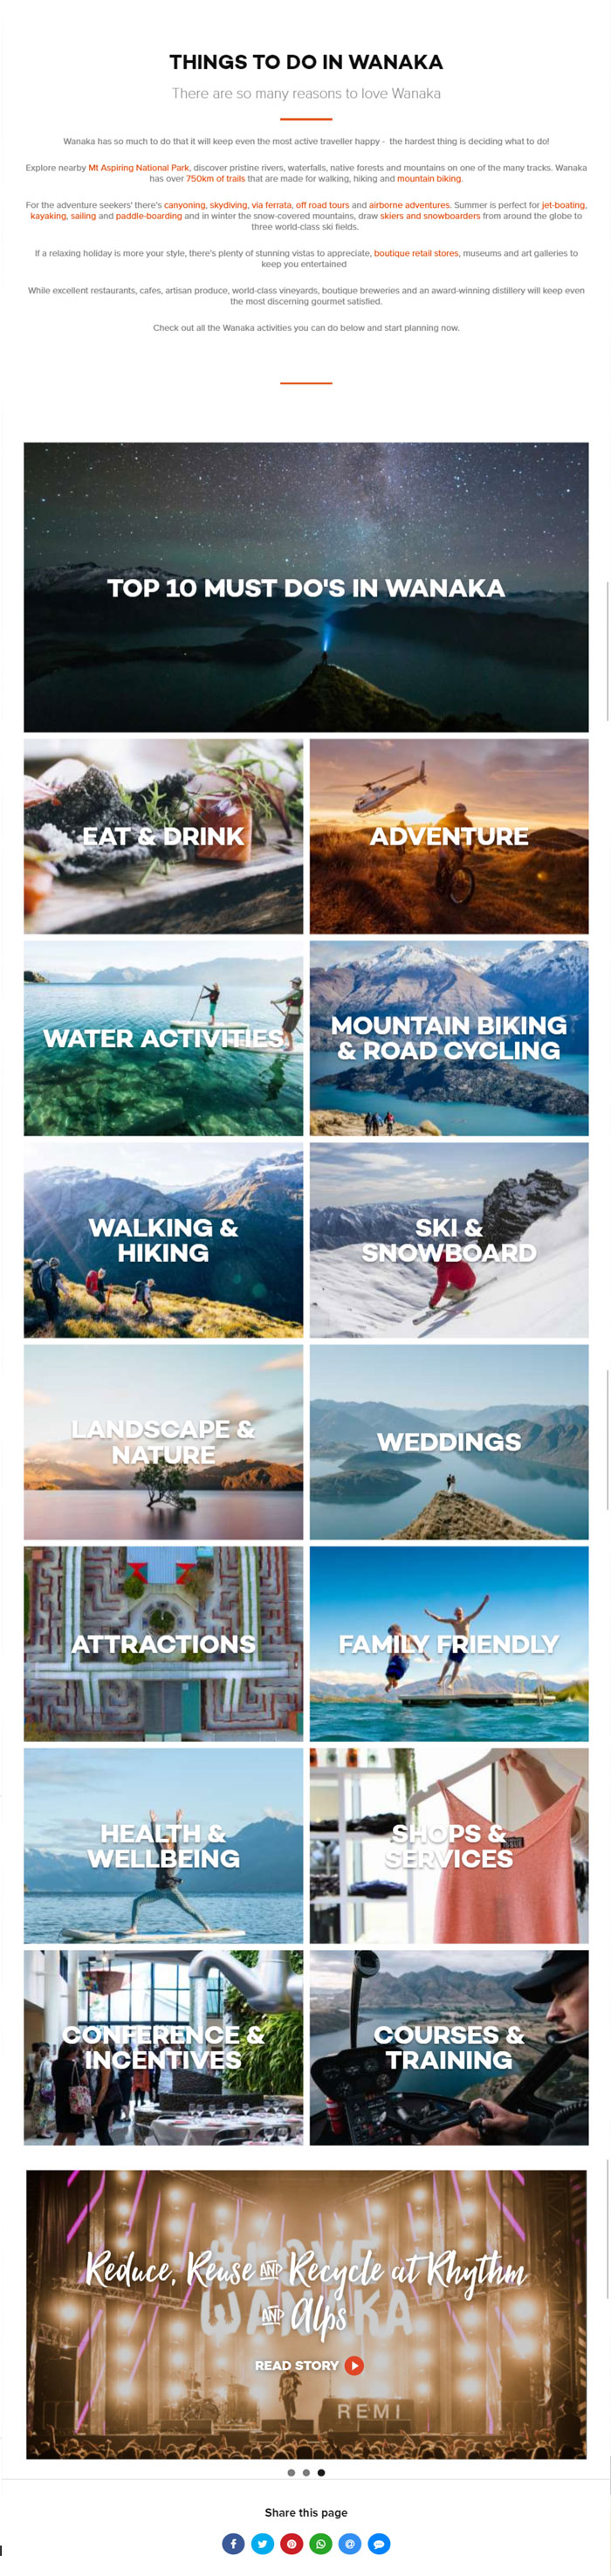 THINGS TO DO IN WANAKA
There are so many reasons to love Wanaka
Wanaka has so much to do that it will keep even the most active traveller happy - the hardest thing is deciding what to do!
Explore nearby Mt Aspiring National Park, discover pristine rivers, waterfalls, native forests and mountains on one of the many tracks. Wanaka
has over 750km of trails that are made for walking, hiking and mountain biking.
For the adventure seekers' there's canyoning, skydiving, via ferrata, off road tours and airborne adventures. Summer is perfect for jet-boating,
kayaking, sailing and paddle-boarding and in winter the snow-covered mountains, draw skiers and snowboarders from around the globe to
three world-class ski fields.
If a relaxing holiday is more your style, there's plenty of stunning vistas to appreciate, boutique retail stores, museums and art galleries to
keep you entertained
While excellent restaurants, cafes, artisan produce, world-class vineyards, boutique breweries and an award-winning distillery will keep even
the most discerning gourmet satisfied.
Check out all the Wanaka activities you can do below and start planning now.
TOP 10 MUST DO'S IN WANAKA
EAT & DRINK
ADVENTURE
WATER ACTIVITIES
MOUNTAIN BIKING
& ROAD CYCLING
WALKING &
HIKING
SKI &
SNOWBOARD
LANDSCAPE &
NATURE
WEDDINGS
ATTRACTIONS
FAMILY FRIENDLY
HEALTH &
WELLBEING
SHOPS &
SERVICES
CONFERENCE &
INCENTIVES
COURSES &
TRAINING
Reduce, Reuse AND Recycle at Rhythm
AND Alps
WANAKA
READ STORY
REMI
Share this page